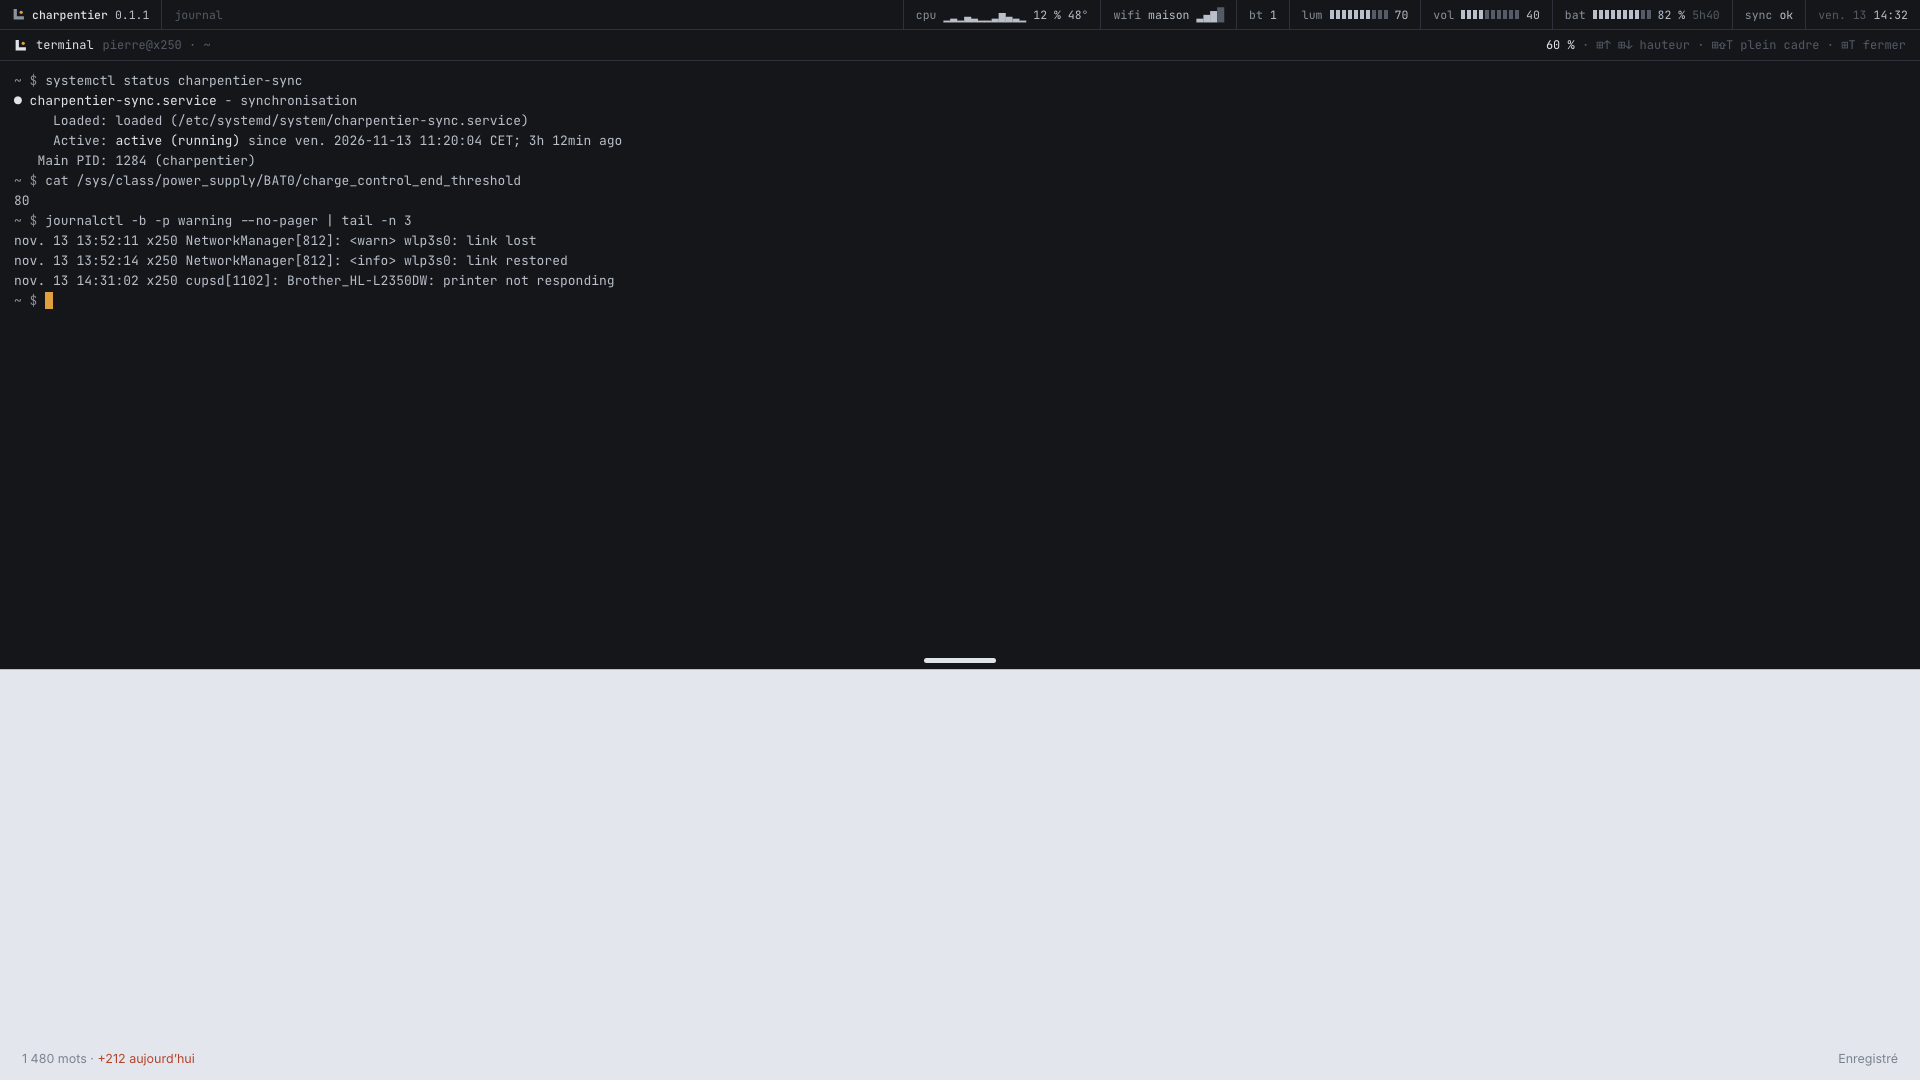 charpentier 0.1.1 journal cpu 12 % 48° wifi maison bt 1 lum 70 vol 40 bat 82 % 5h40 sync ok ven. 13 14:32
terminal pierre@x250 · ~ 60 % · ⊞↑ ⊞↓ hauteur · ⊞⇧T plein cadre · ⊞T fermer
~ $ systemctl status charpentier-sync
● charpentier-sync.service - synchronisation
Loaded: loaded (/etc/systemd/system/charpentier-sync.service)
Active: active (running) since ven. 2026-11-13 11:20:04 CET; 3h 12min ago
Main PID: 1284 (charpentier)
~ $ cat /sys/class/power_supply/BAT0/charge_control_end_threshold
80
~ $ journalctl -b -p warning --no-pager | tail -n 3
nov. 13 13:52:11 x250 NetworkManager[812]: <warn> wlp3s0: link lost
nov. 13 13:52:14 x250 NetworkManager[812]: <info> wlp3s0: link restored
nov. 13 14:31:02 x250 cupsd[1102]: Brother_HL-L2350DW: printer not responding
~ $
1 480 mots · +212 aujourd'hui Enregistré